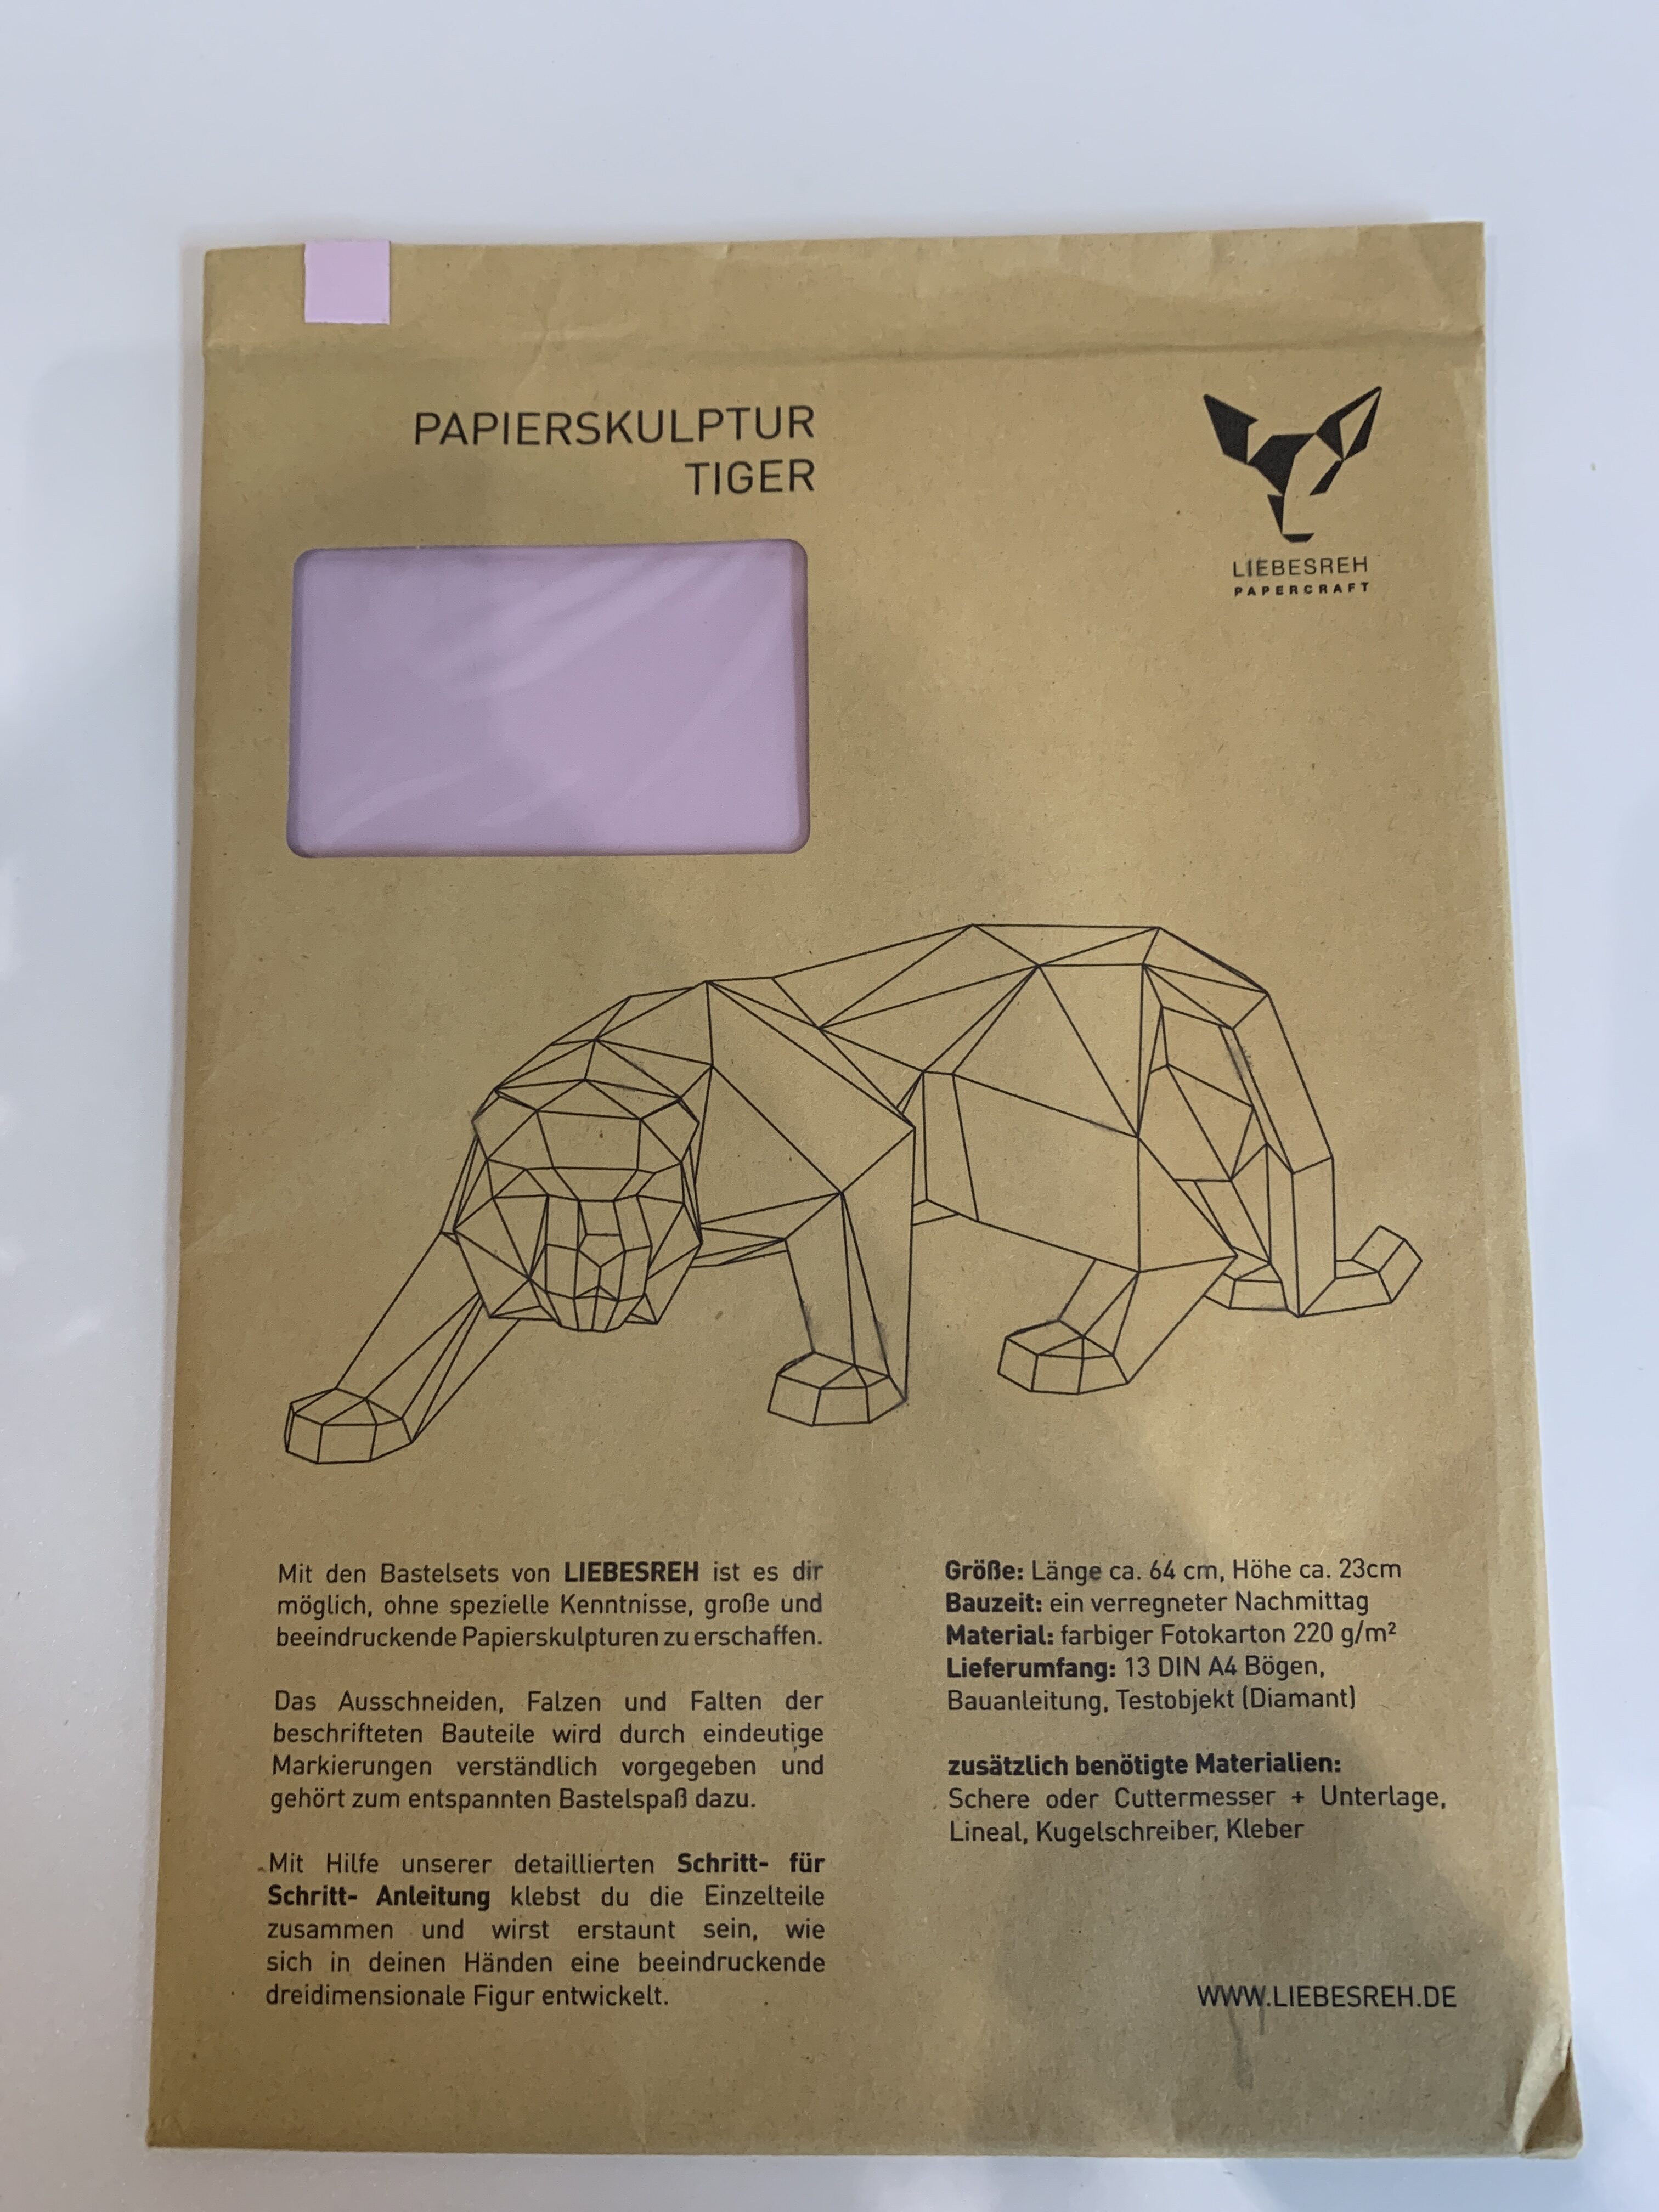 PAPIERSKULPTUR
TIGER
LIEBESREH
PAPERCRAFT
Mit den Bastelsets von LIEBESREH ist es dir
möglich, ohne spezielle Kenntnisse, große und
beeindruckende Papierskulpturen zu erschaffen.
Das Ausschneiden, Falzen und Falten der
beschrifteten Bauteile wird durch eindeutige
Markierungen verständlich vorgegeben und
gehört zum entspannten Bastelspaß dazu.
Mit Hilfe unserer detaillierten Schritt- für
Schritt- Anleitung klebst du die Einzelteile
zusammen und wirst erstaunt sein, wie
sich in deinen Händen eine beeindruckende
dreidimensionale Figur entwickelt.
Größe: Länge ca. 64 cm, Höhe ca. 23cm
Bauzeit: ein verregneter Nachmittag
Material: farbiger Fotokarton 220 g/m²
Lieferumfang: 13 DIN A4 Bögen,
Bauanleitung, Testobjekt (Diamant)
zusätzlich benötigte Materialien:
Schere oder Cuttermesser + Unterlage,
Lineal, Kugelschreiber, Kleber
WWW.LIEBESREH.DE